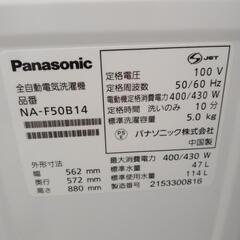 Panasonic
JET
全自動電気洗濯機
品番
NA-F50B14
外形寸法
幅 562 mm
奥行 572 mm
高さ 880 mm
定格電圧 100 V
定格周波数 50/60 Hz
電動機定格消費電力 400/430 W
定格時間 洗いのみ 10 分
標準容量 5.0 kg
PSE
パナソニック株式会社
中国製
最大消費電力 400/430 W
標準水量 47 L
標準使用水量 114 L
製造番号 2153300816